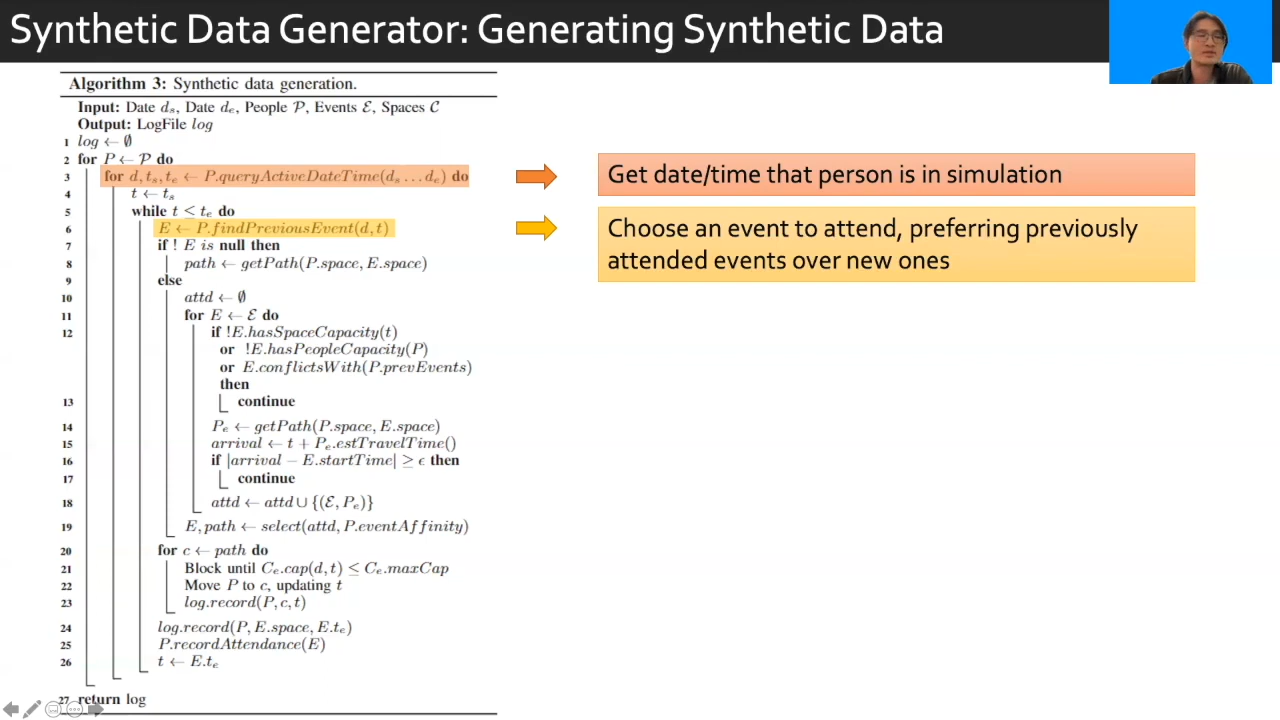 Synthetic Data Generator: Generating Synthetic Data
Algorithm 3: Synthetic data generation.
Input: Date dₛ, Date dₑ, People 𝒫, Events ℰ, Spaces 𝒞
Output: LogFile log
1 log ← ∅
2 for P ← 𝒫 do
3 for d, tₛ, tₑ ← P.queryActiveDateTime(dₛ … dₑ) do
4 t ← tₛ
5 while t ≤ tₑ do
6 E ← P.findPreviousEvent(d, t)
7 if ! E is null then
8 path ← getPath(P.space, E.space)
9 else
10 attd ← ∅
11 for E ← ℰ do
12 if !E.hasSpaceCapacity(t)
or !E.hasPeopleCapacity(P)
or E.conflictsWith(P.prevEvents)
then
13 continue
14 Pₑ ← getPath(P.space, E.space)
15 arrival ← t + Pₑ.estTravelTime()
16 if |arrival − E.startTime| ≥ ϵ then
17 continue
18 attd ← attd ∪ {(ℰ, Pₑ)}
19 E, path ← select(attd, P.eventAffinity)
20 for c ← path do
21 Block until Cₑ.cap(d, t) ≤ Cₑ.maxCap
22 Move P to c, updating t
23 log.record(P, c, t)
24 log.record(P, E.space, E.tₑ)
25 P.recordAttendance(E)
26 t ← E.tₑ
27 return log
Get date/time that person is in simulation
Choose an event to attend, preferring previously
attended events over new ones